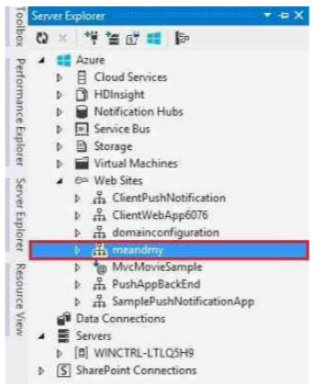 Server Explorer
Toolbox
Performance Explorer
Server Explorer
Resource View
Azure
Cloud Services
HDInsight
Notification Hubs
Service Bus
Storage
Virtual Machines
Web Sites
ClientPushNotification
ClientWebApp6076
domainconfiguration
meandmy
MvcMovieSample
PushAppBackEnd
SamplePushNotificationApp
Data Connections
Servers
WINCTRL-LTLQ5H9
SharePoint Connections